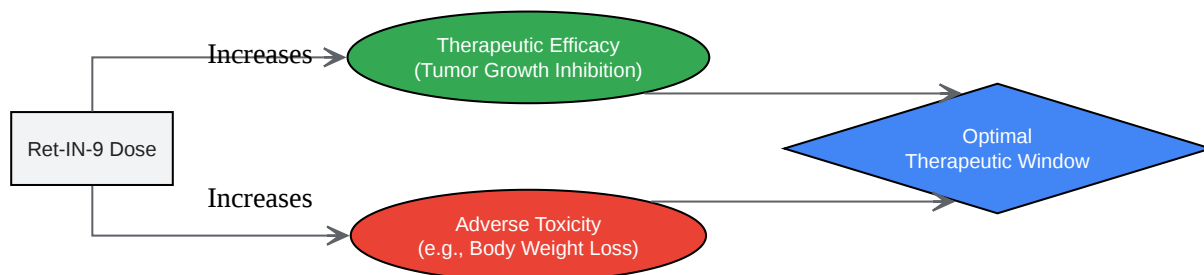 Increases
Therapeutic Efficacy
(Tumor Growth Inhibition)
Ret-IN-9 Dose
Optimal
Therapeutic Window
Increases
Adverse Toxicity
(e.g., Body Weight Loss)